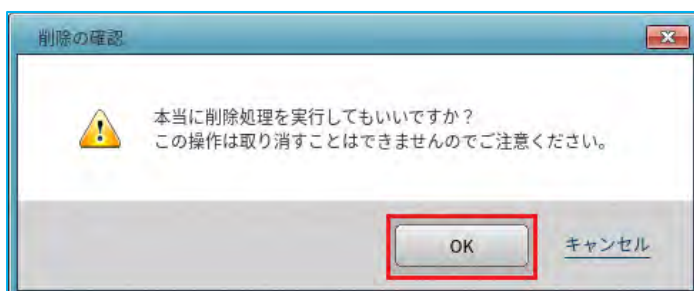 削除の確認
本当に削除処理を実行してもいいですか？
この操作は取り消すことはできませんのでご注意ください。
OK
キャンセル